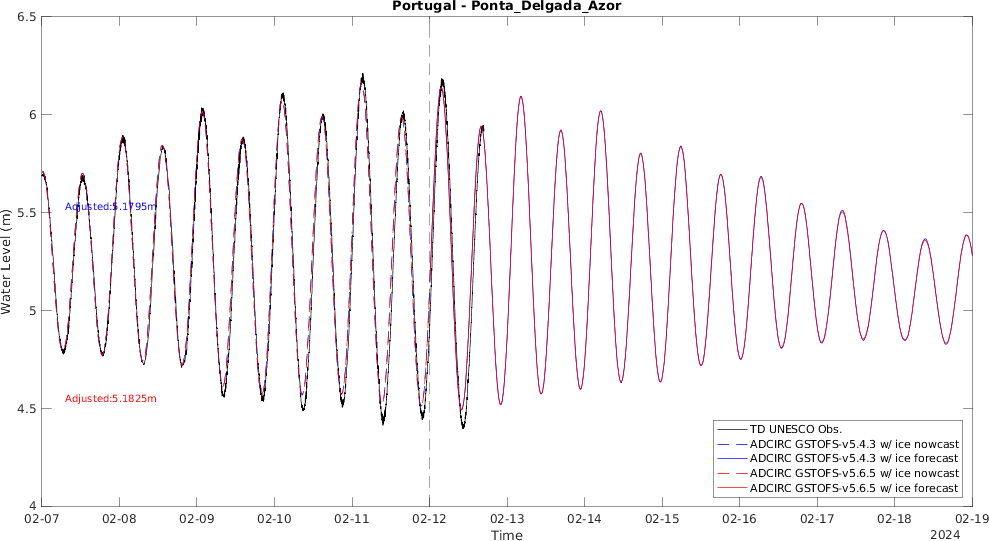 Portugal - Ponta_Delgada_Azor
6.5
6
5.5
5
4.5
4
Water Level (m)
Adjusted:5.1795m
Adjusted:5.1825m
TD UNESCO Obs.
ADCIRC GSTOFS-v5.4.3 w/ ice nowcast
ADCIRC GSTOFS-v5.4.3 w/ ice forecast
ADCIRC GSTOFS-v5.6.5 w/ ice nowcast
ADCIRC GSTOFS-v5.6.5 w/ ice forecast
02-07 02-08 02-09 02-10 02-11 02-12 02-13 02-14 02-15 02-16 02-17 02-18 02-19
Time
2024